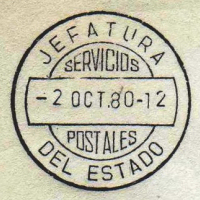 JEFATURA
SERVICIOS
-2 OCT.80-12
POSTALES
DEL ESTADO